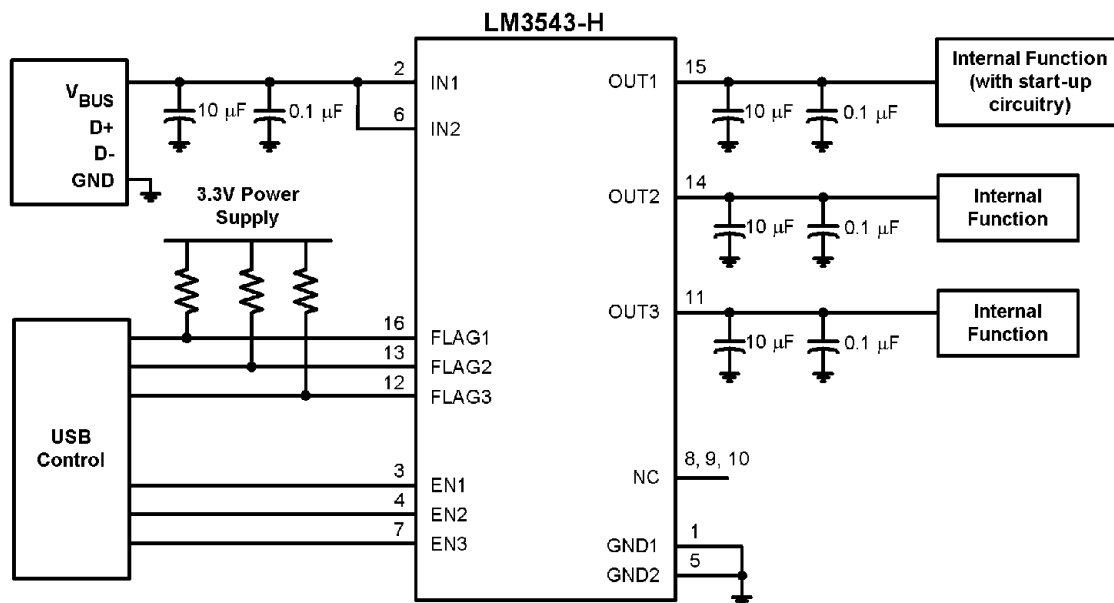 LM3543-H
V_BUS
D+
D-
GND
10 μF
0.1 μF
2
6
IN1
IN2
OUT1
15
10 μF
0.1 μF
Internal Function
(with start-up
circuitry)
3.3V Power
Supply
OUT2
14
10 μF
0.1 μF
Internal
Function
OUT3
11
10 μF
0.1 μF
Internal
Function
USB
Control
16
13
12
FLAG1
FLAG2
FLAG3
3
4
7
EN1
EN2
EN3
NC
8, 9, 10
GND1
1
GND2
5